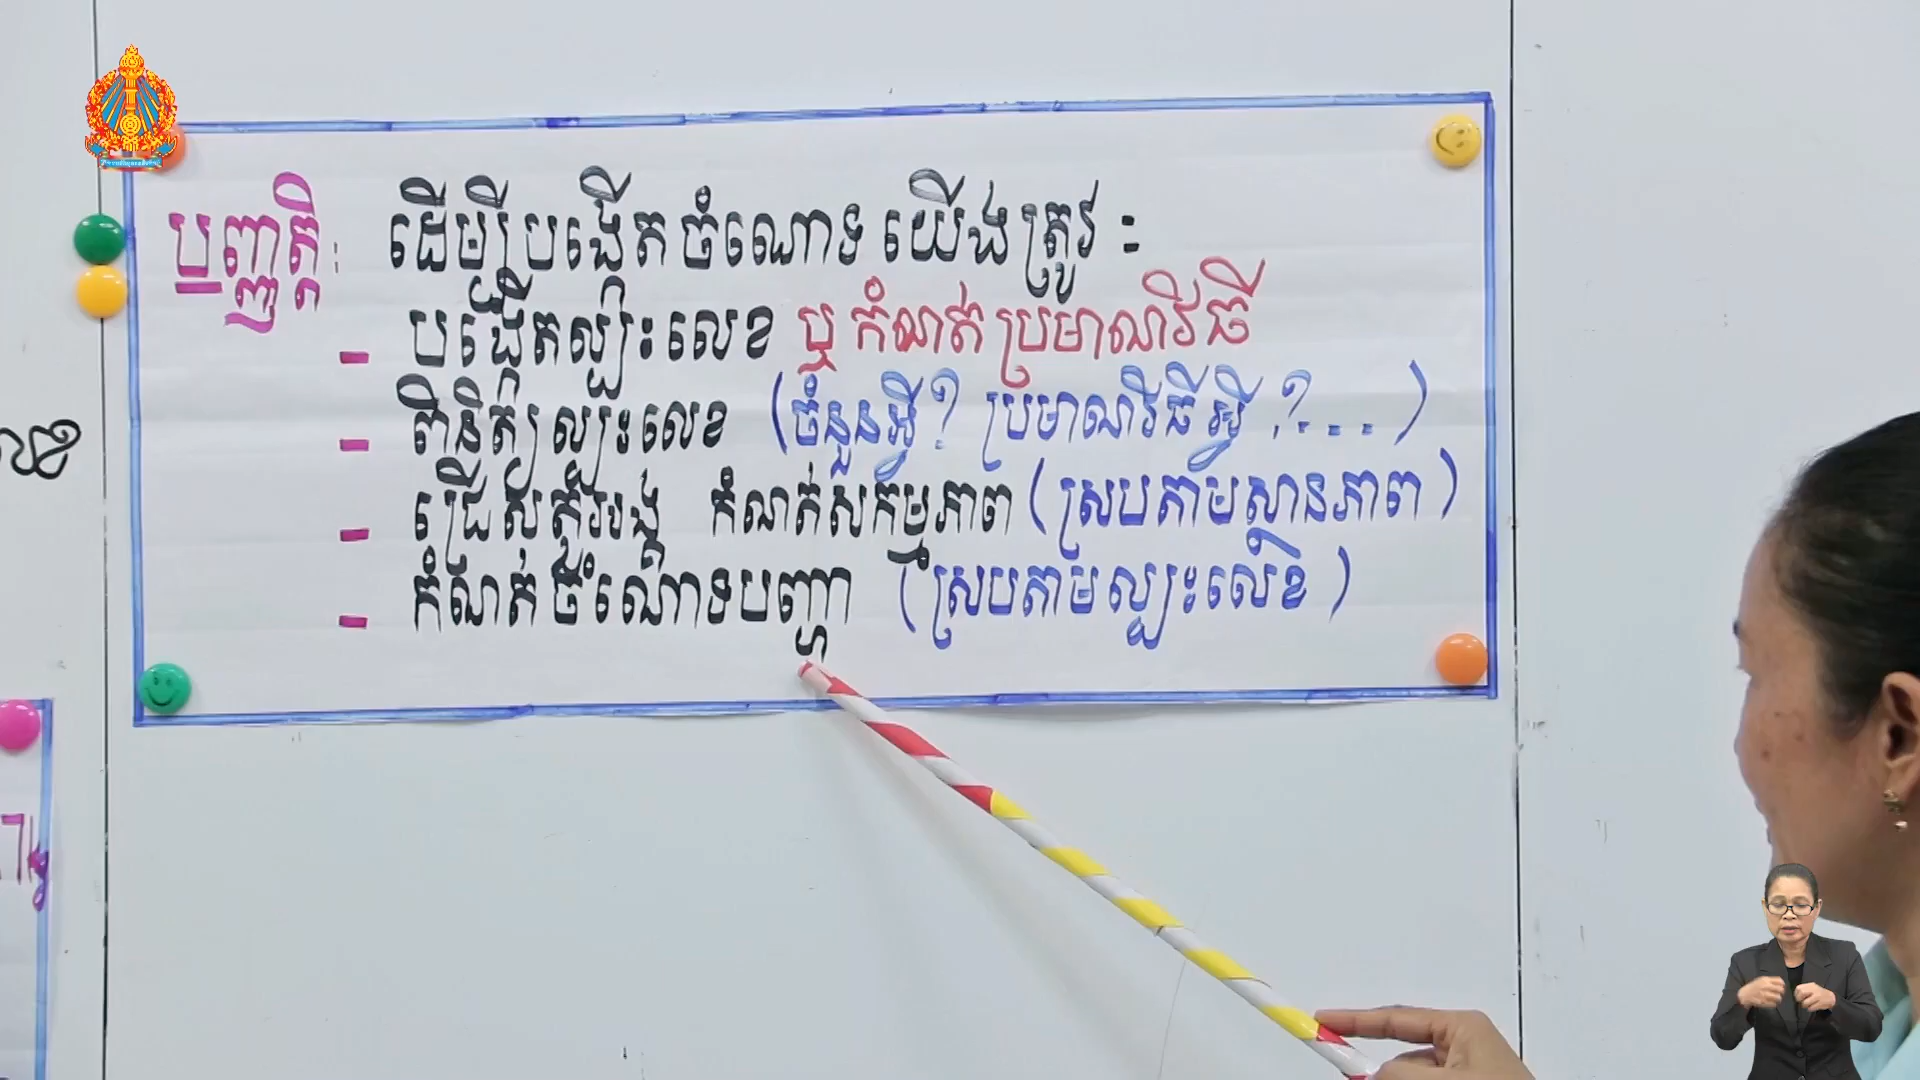 បញ្ញត្តិ: ដើម្បីបង្កើតចំណោទ យើងត្រូវ ៖
- បង្កើតល្បះលេខ ឬ កំណត់ប្រមាណវិធី
- ពិនិត្យល្បះលេខ (ចំនួនអ្វី? ប្រមាណវិធីអ្វី ?...)
- ជ្រើសតួអង្គ កំណត់សកម្មភាព (ស្របតាមស្ថានភាព)
- កំណត់ចំណោទបញ្ហា (ស្របតាមល្បះលេខ)